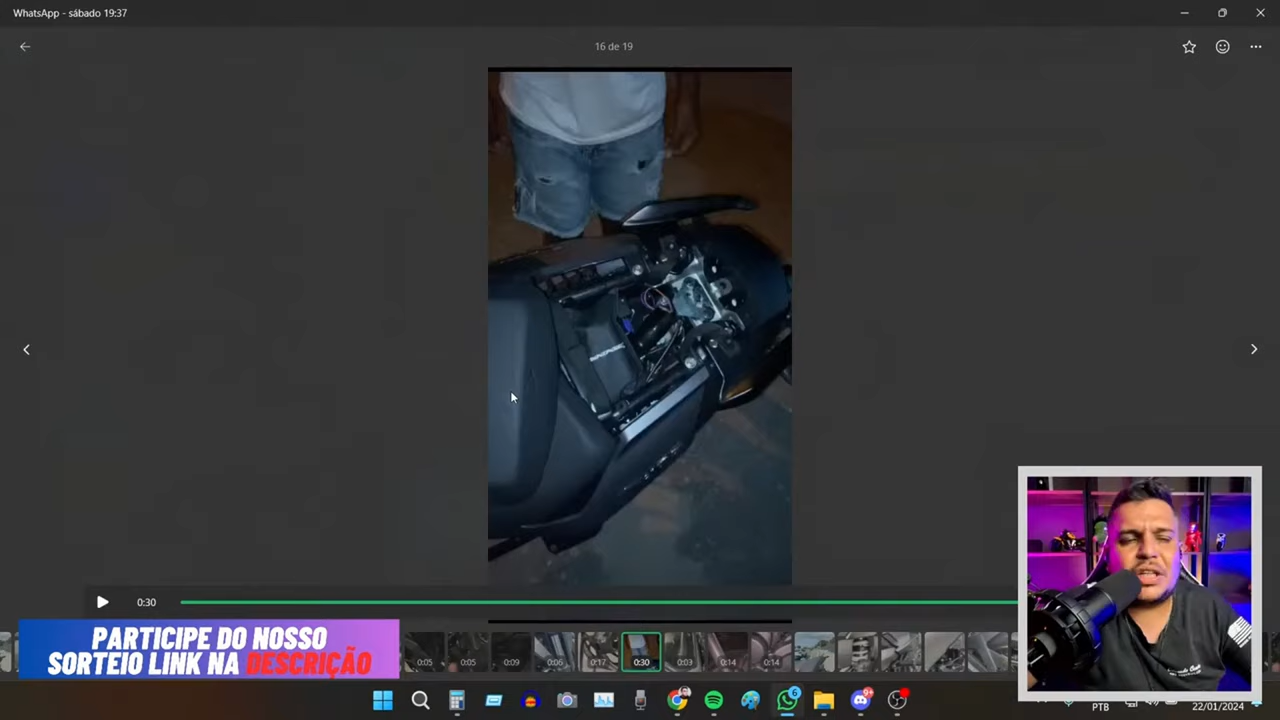 WhatsApp - sábado 19:37
16 de 19
0:30
PARTICIPE DO NOSSO
SORTEIO LINK NA DESCRIÇÃO
0:05
0:05
0:09
0:06
0:17
0:30
0:03
0:14
0:14
6
9+
PTB
22/01/2024